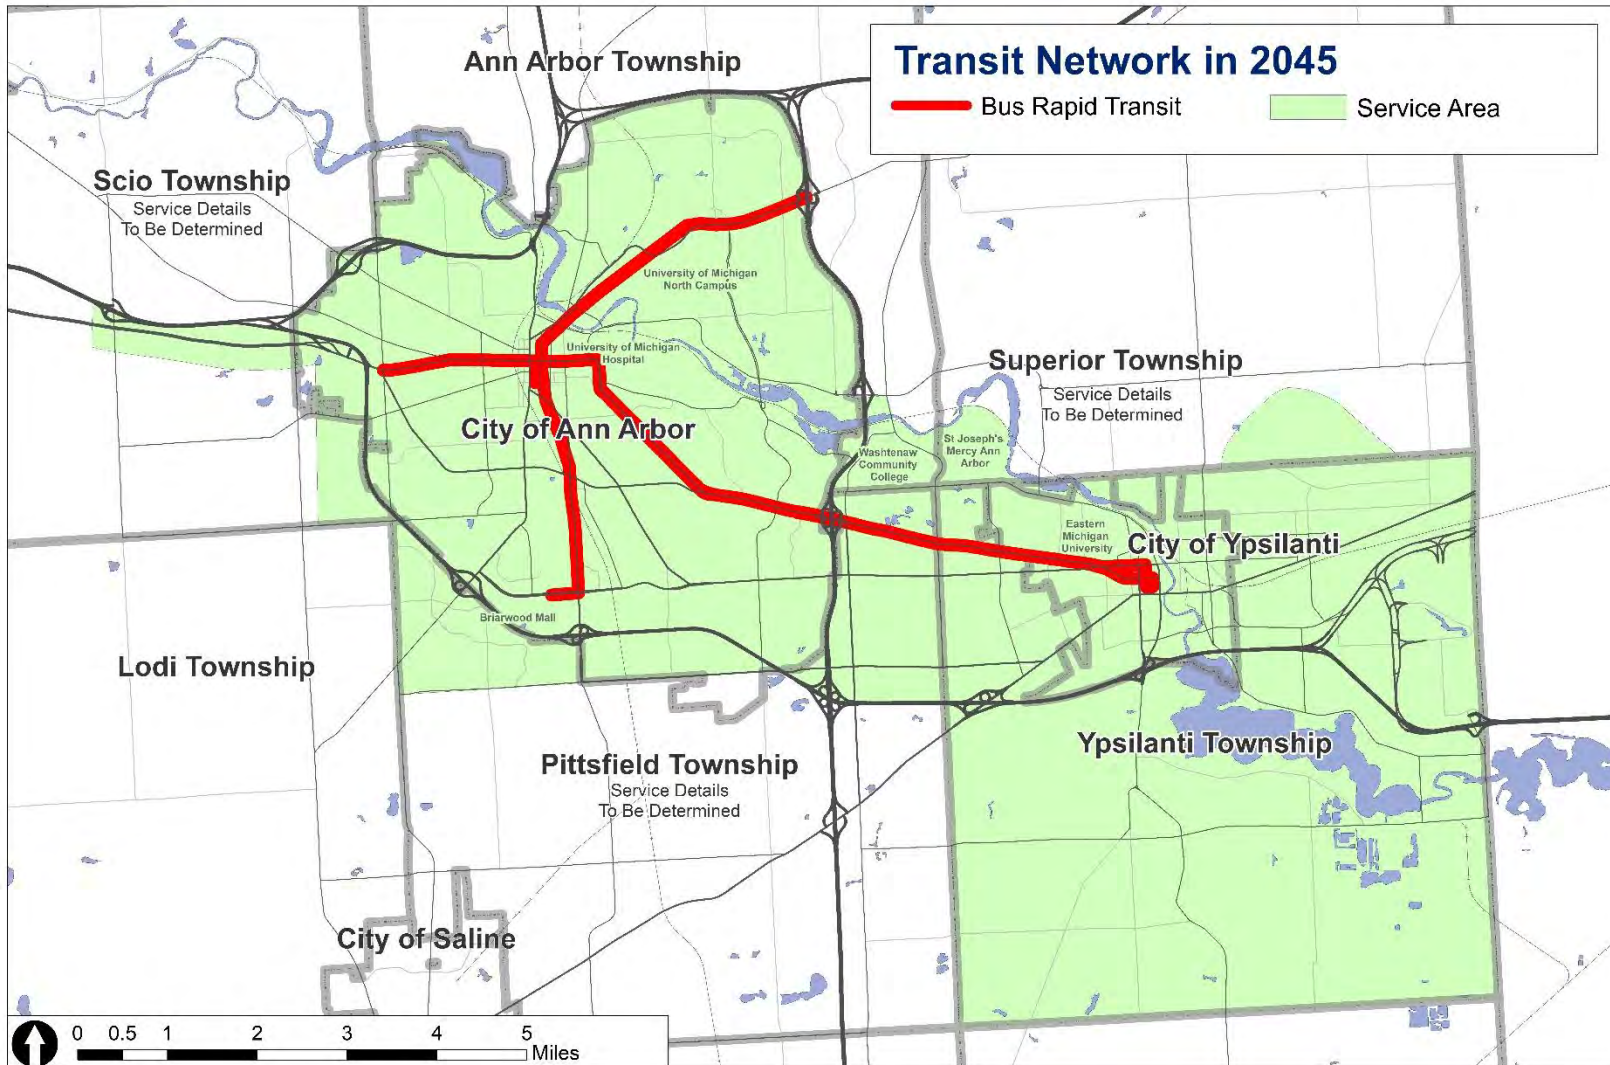 Transit Network in 2045
Bus Rapid Transit
Service Area
Ann Arbor Township
Scio Township
Service Details
To Be Determined
University of Michigan
North Campus
University of Michigan
Hospital
Superior Township
Service Details
To Be Determined
City of Ann Arbor
St Joseph's
Mercy Ann
Arbor
Washtenaw
Community
College
Eastern
Michigan
University
City of Ypsilanti
Briarwood Mall
Lodi Township
Ypsilanti Township
Pittsfield Township
Service Details
To Be Determined
City of Saline
0 0.5 1 2 3 4 5
Miles